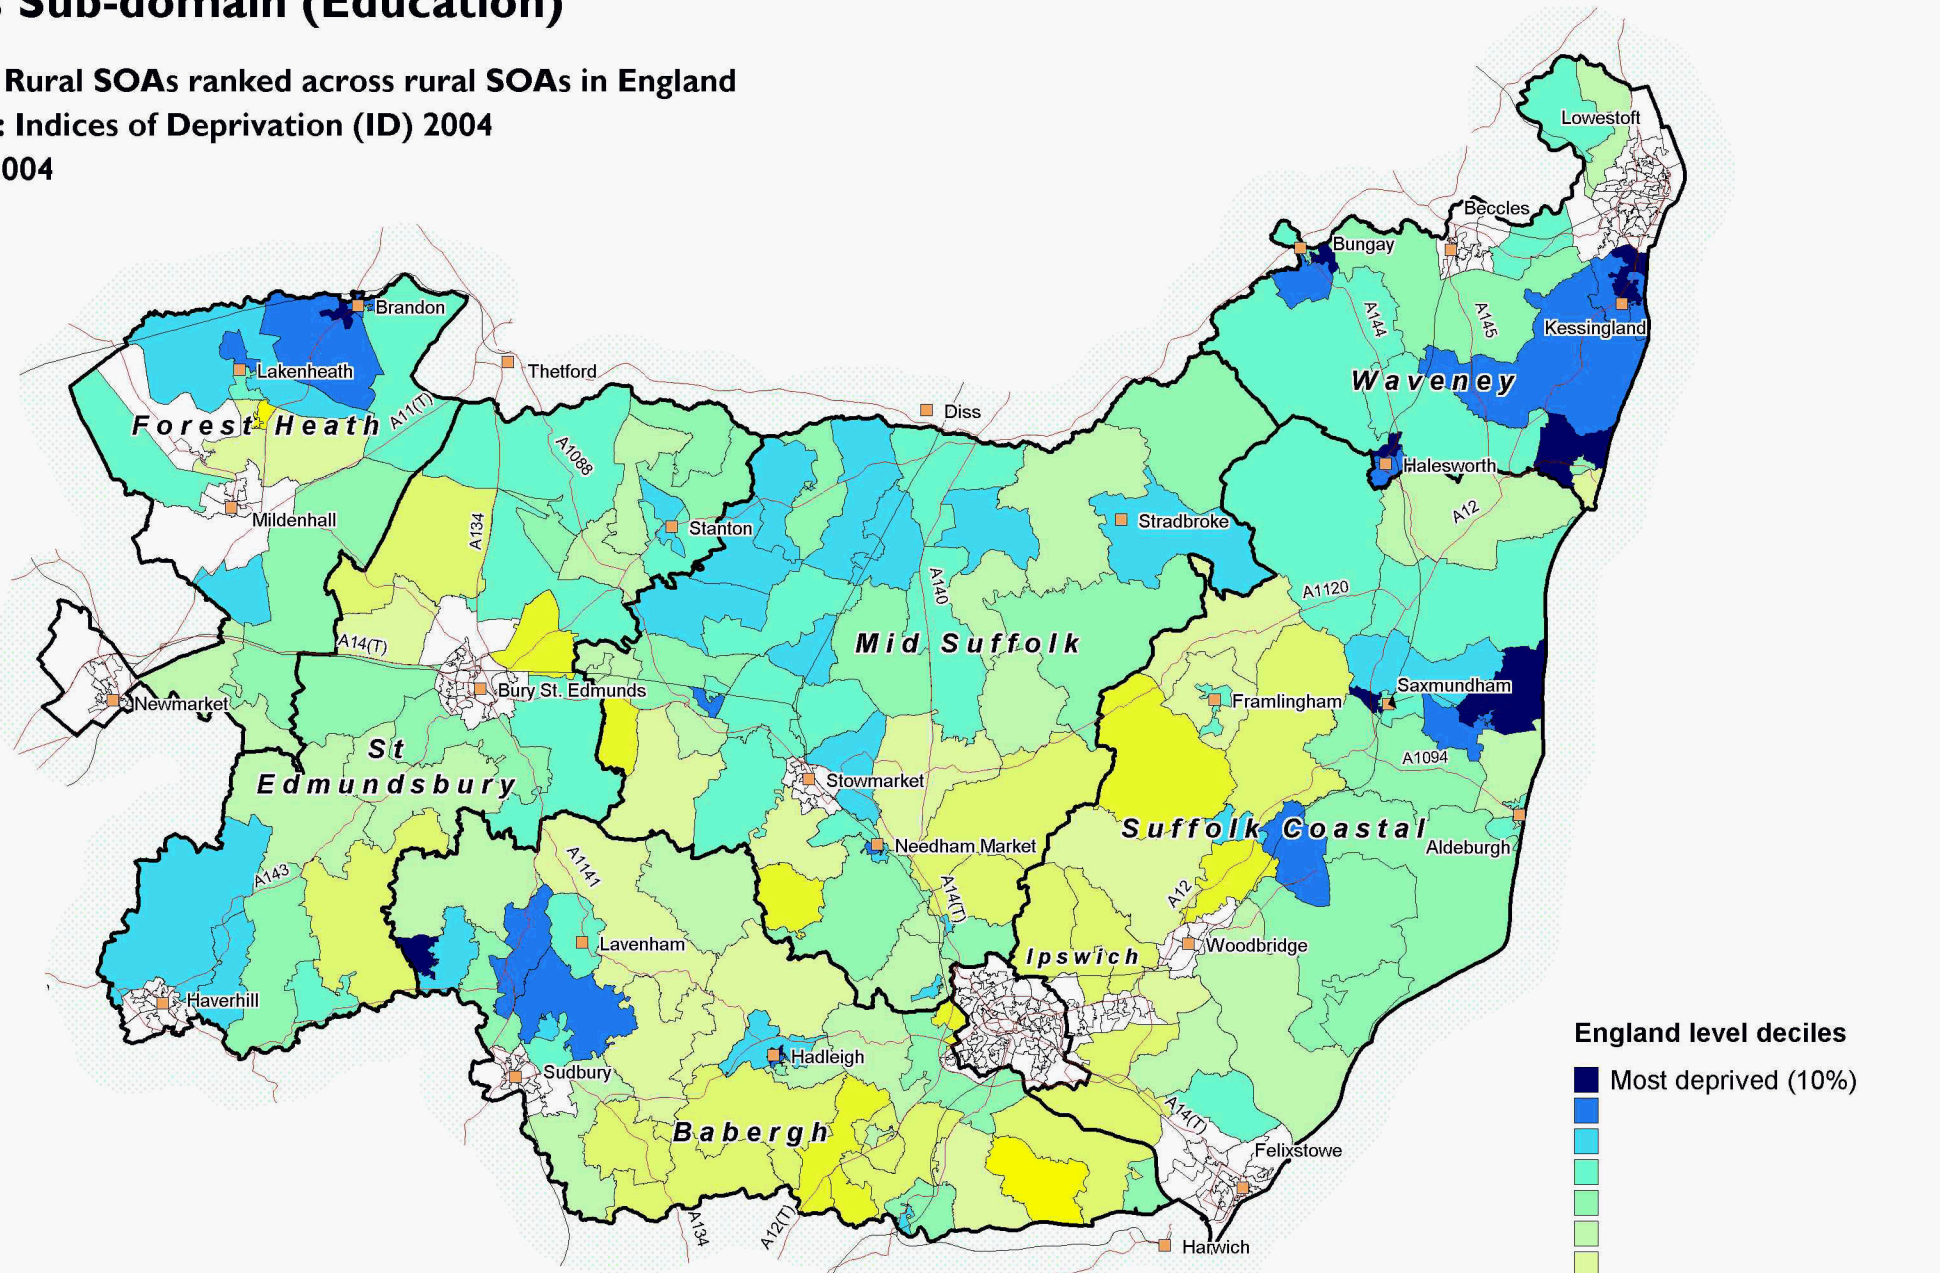 Sub-domain (Education)
Rural SOAs ranked across rural SOAs in England
: Indices of Deprivation (ID) 2004
004
Lowestoft
Beccles
Bungay
Brandon
A144
A145
Kessingland
Lakenheath
Thetford
Waveney
A11(T)
Diss
Forest Heath
A1088
Halesworth
Mildenhall
A134
Stanton
Stradbroke
A12
A140
A1120
A14(T)
Mid Suffolk
Newmarket
Bury St. Edmunds
Framlingham
Saxmundham
St
Edmundsbury
A1094
Stowmarket
Suffolk Coastal
Needham Market
Aldeburgh
A143
A1141
A14(T)
A12
Lavenham
Ipswich
Woodbridge
Haverhill
Hadleigh
Sudbury
England level deciles
Most deprived (10%)
A14(T)
Babergh
Felixstowe
A134
A12(T)
Harwich